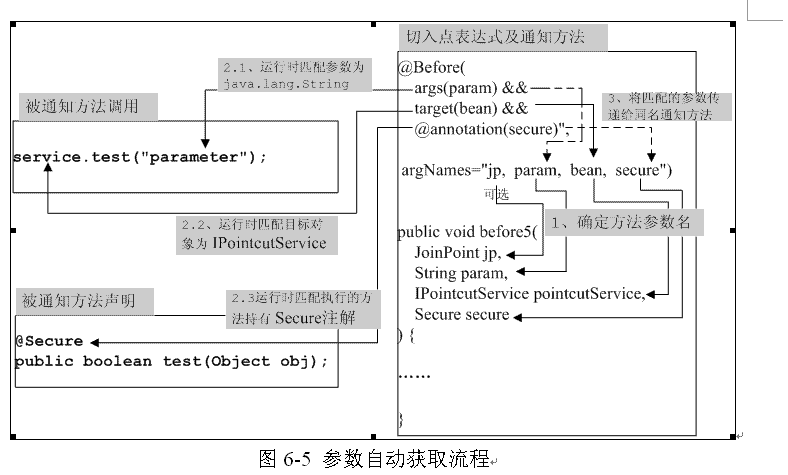 切入点表达式及通知方法
@Before(
args(param) &&
target(bean) &&
@annotation(secure)",
argNames="jp, param, bean, secure")
可选
public void before5(
JoinPoint jp,
String param,
IPointcutService pointcutService,
Secure secure
) {
……
}
2.1、运行时匹配参数为
java.lang.String
被通知方法调用
service.test("parameter");
3、将匹配的参数传
递给同名通知方法
2.2、运行时匹配目标对
象为 IPointcutService
1、确定方法参数名
被通知方法声明
2.3运行时匹配执行的方
法持有 Secure注解
@Secure
public boolean test(Object obj);
图 6-5 参数自动获取流程